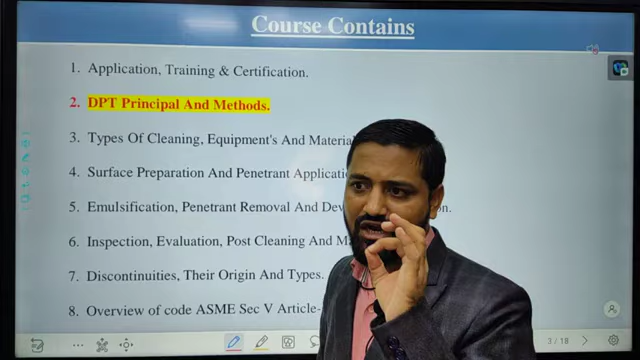 Course Contains
1. Application, Training & Certification.
2. DPT Principal And Methods.
3. Types Of Cleaning, Equipment's And
4. Surface Preparation And Penetrant
5. Emulsification, Penetrant Removal And
6. Inspection, Evaluation, Post Cleaning And
7. Discontinuities, Their Origin And Types.
8. Overview of code ASME Sec V
3 / 18